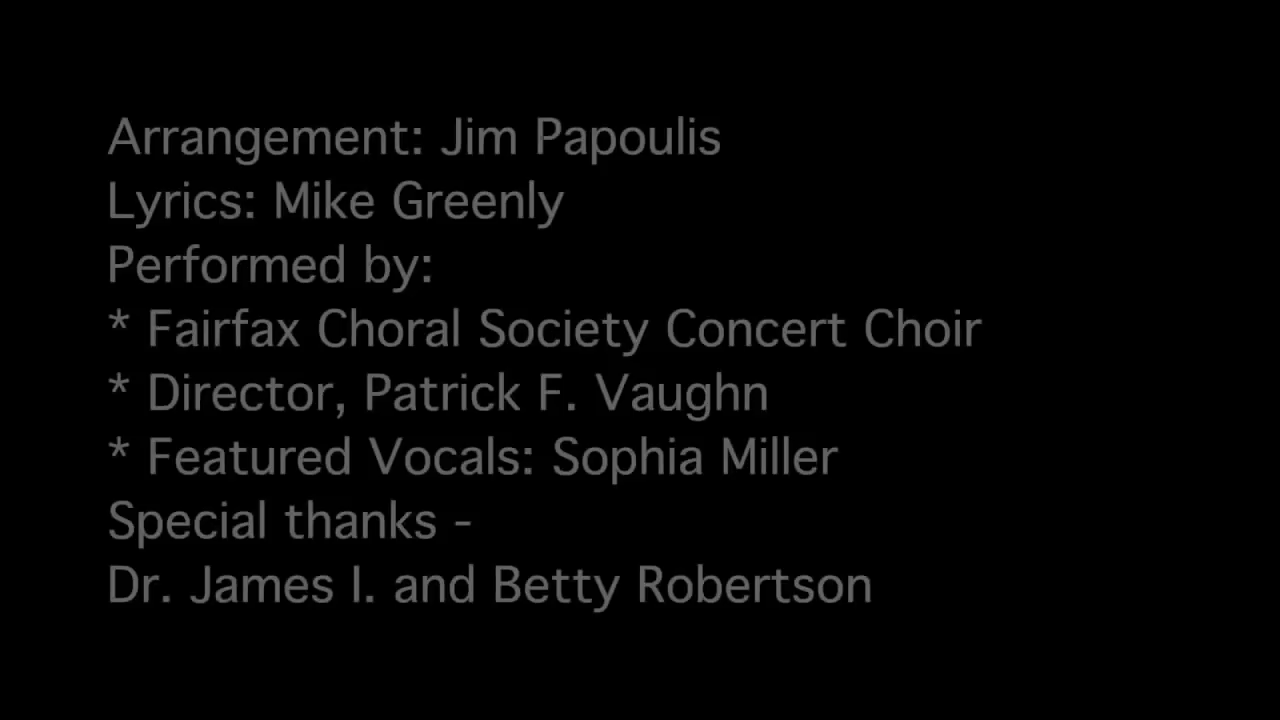 Arrangement: Jim Papoulis
Lyrics: Mike Greenly
Performed by:
* Fairfax Choral Society Concert Choir
* Director, Patrick F. Vaughn
* Featured Vocals: Sophia Miller
Special thanks -
Dr. James I. and Betty Robertson